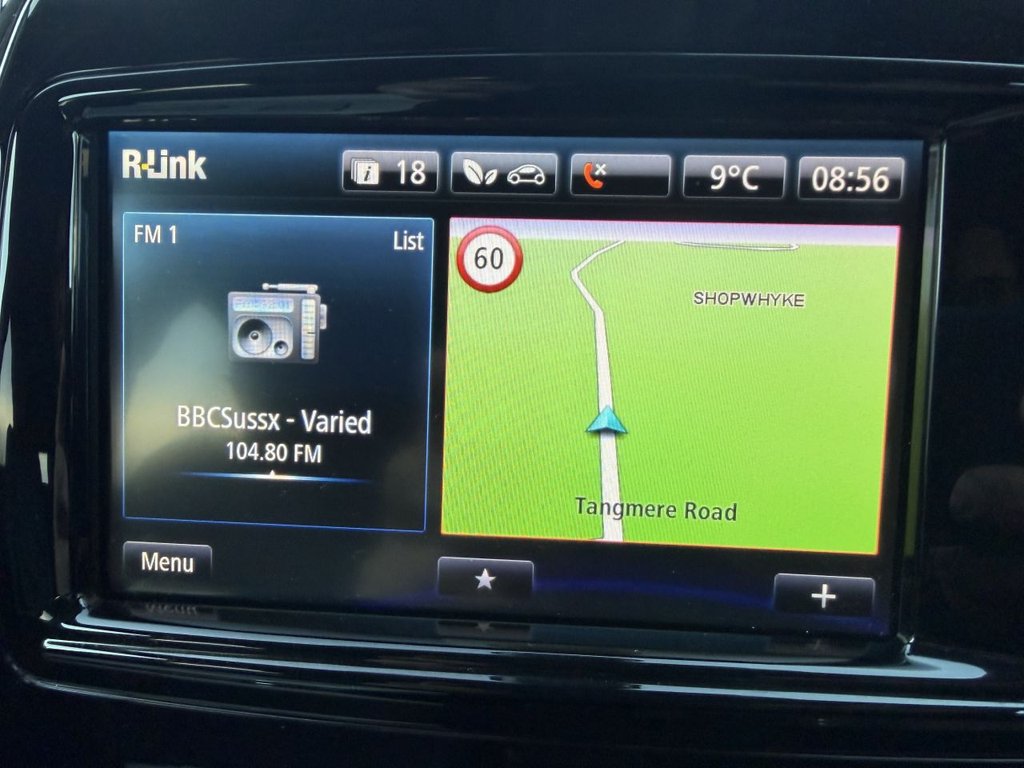 R-Link
18
9°C
08:56
FM 1
List
60
SHOPWHYKE
BBCSussx - Varied
104.80 FM
Tangmere Road
Menu